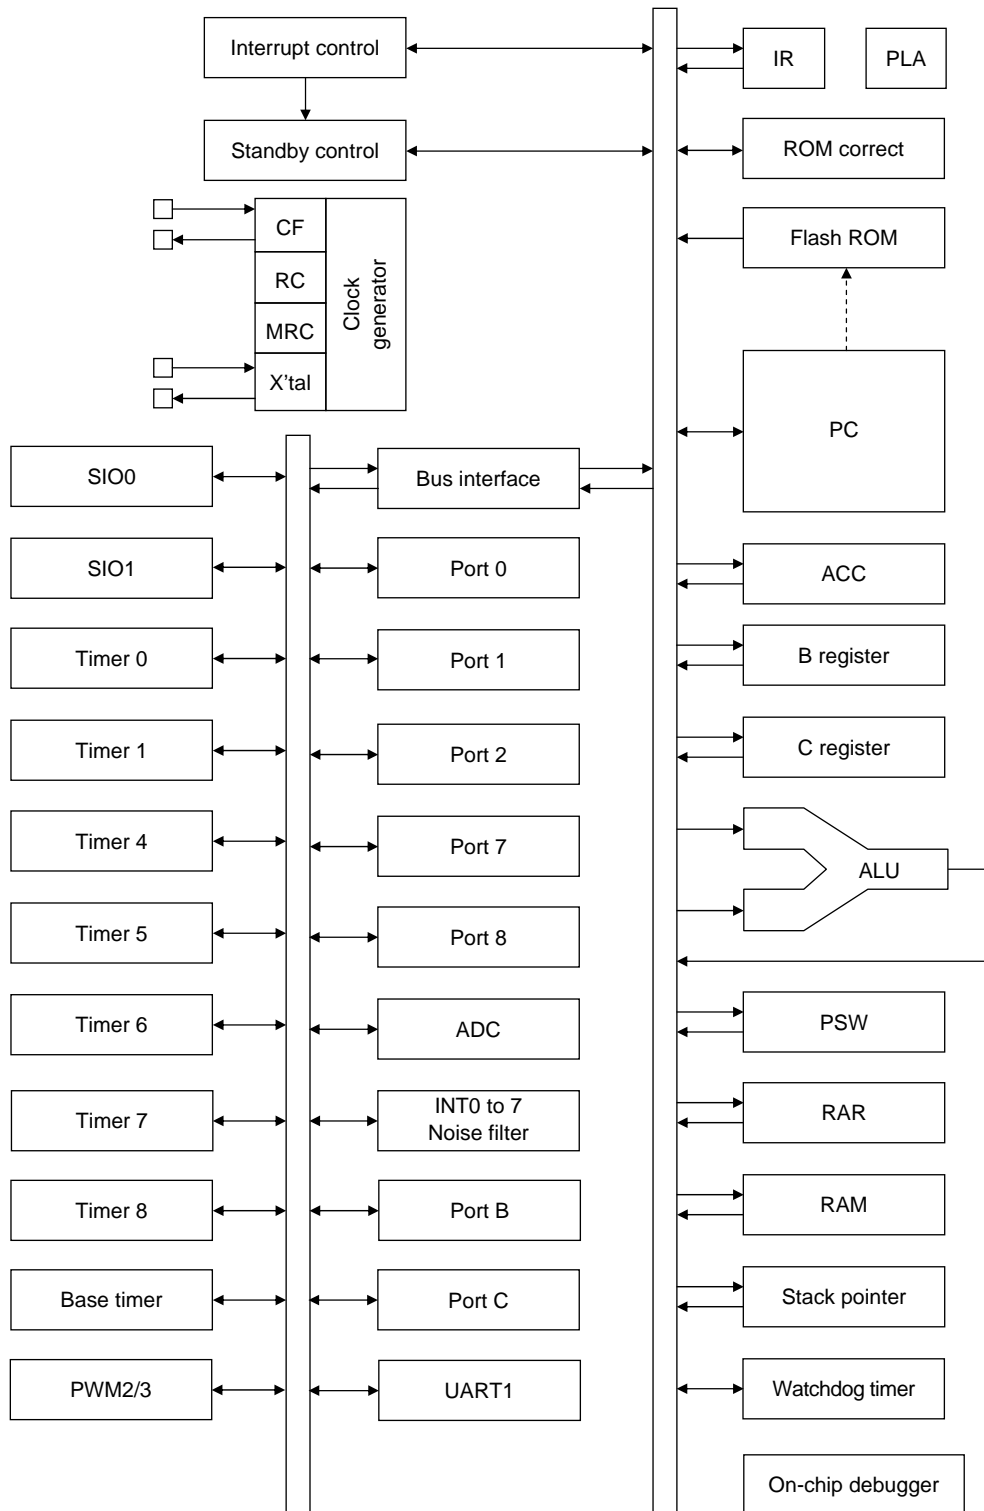 Interrupt control
IR
PLA
Standby control
ROM correct
CF
RC
MRC
X'tal
Clock
generator
Flash ROM
PC
SIO0
Bus interface
SIO1
Port 0
ACC
Timer 0
Port 1
B register
Timer 1
Port 2
C register
Timer 4
Port 7
ALU
Timer 5
Port 8
Timer 6
ADC
PSW
Timer 7
INT0 to 7
Noise filter
RAR
Timer 8
Port B
RAM
Base timer
Port C
Stack pointer
PWM2/3
UART1
Watchdog timer
On-chip debugger